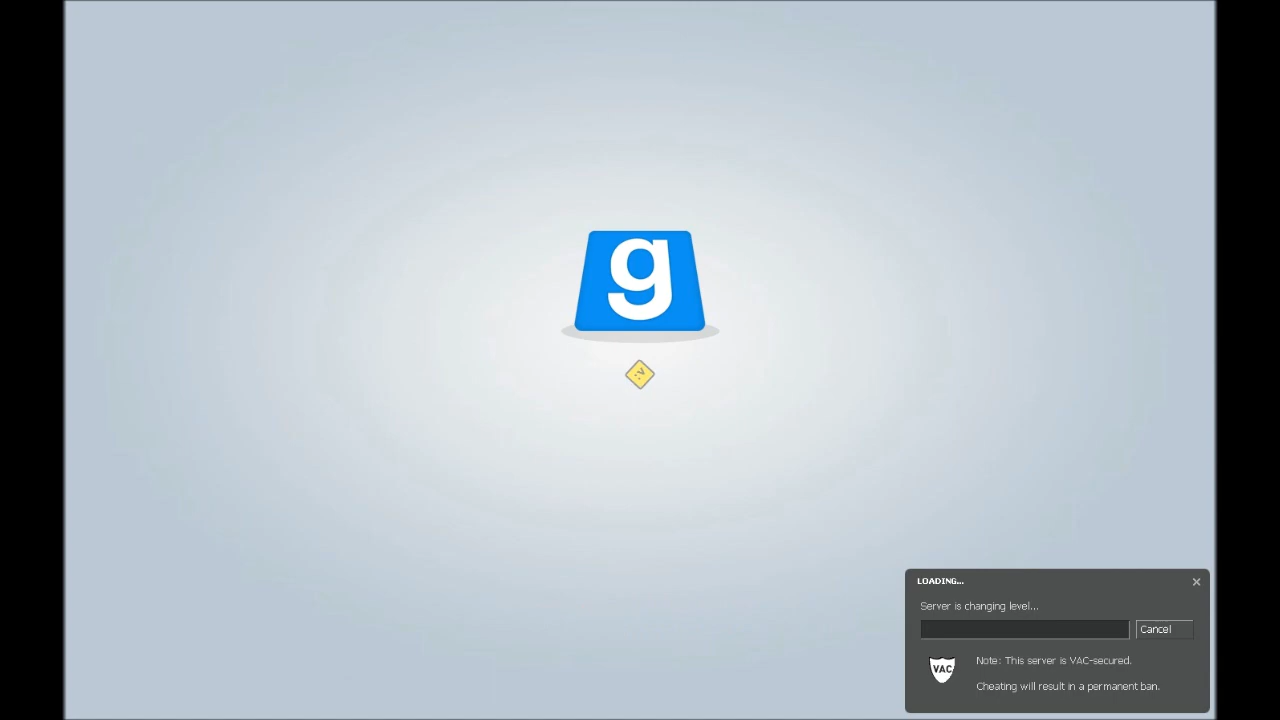 g
:v
LOADING...
Server is changing level...
Cancel
VAC
Note: This server is VAC-secured.
Cheating will result in a permanent ban.